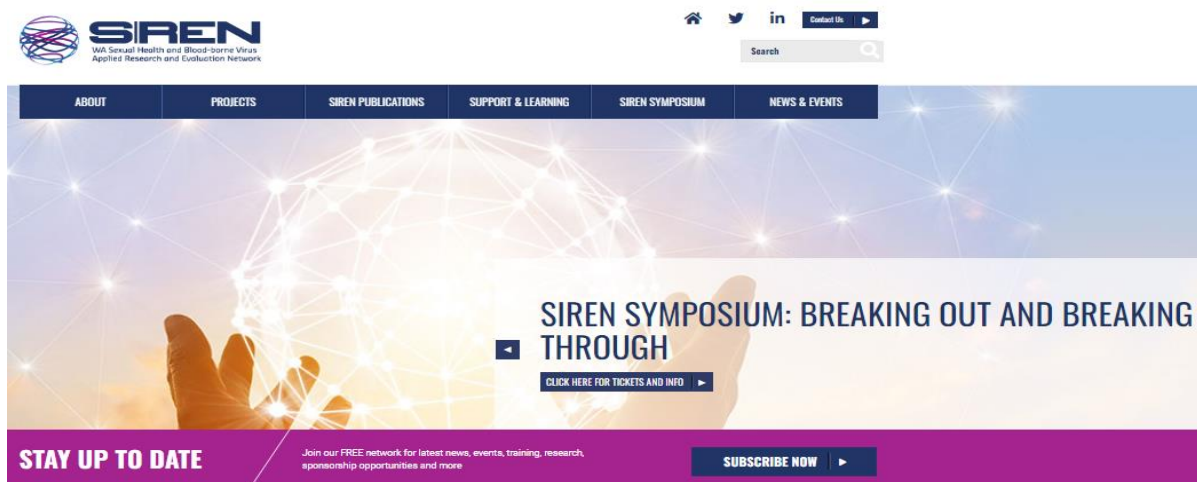 SIREN
WA Sexual Health and Blood-borne Virus
Applied Research and Evaluation Network
Contact Us
Search
ABOUT
PROJECTS
SIREN PUBLICATIONS
SUPPORT & LEARNING
SIREN SYMPOSIUM
NEWS & EVENTS
SIREN SYMPOSIUM: BREAKING OUT AND BREAKING
THROUGH
CLICK HERE FOR TICKETS AND INFO
STAY UP TO DATE
Join our FREE network for latest news, events, training, research,
sponsorship opportunities and more
SUBSCRIBE NOW